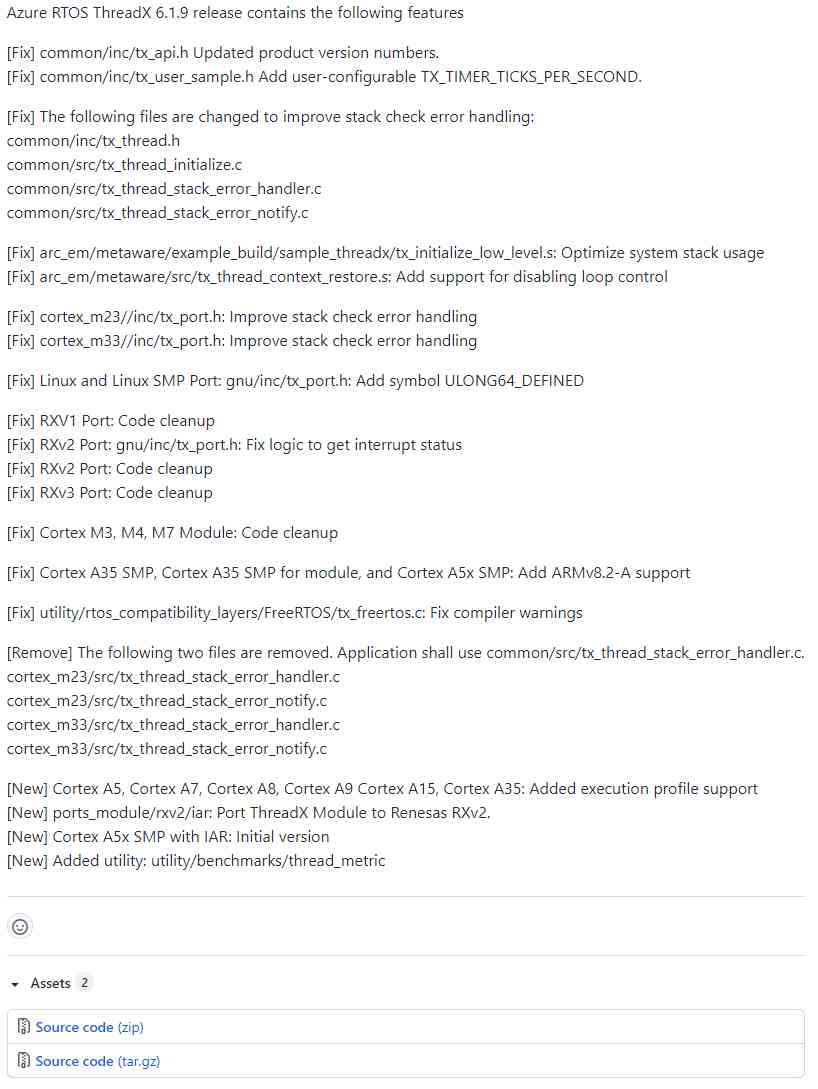 Azure RTOS ThreadX 6.1.9 release contains the following features
[Fix] common/inc/tx_api.h Updated product version numbers.
[Fix] common/inc/tx_user_sample.h Add user-configurable TX_TIMER_TICKS_PER_SECOND.
[Fix] The following files are changed to improve stack check error handling:
common/inc/tx_thread.h
common/src/tx_thread_initialize.c
common/src/tx_thread_stack_error_handler.c
common/src/tx_thread_stack_error_notify.c
[Fix] arc_em/metaware/example_build/sample_threadx/tx_initialize_low_level.s: Optimize system stack usage
[Fix] arc_em/metaware/src/tx_thread_context_restore.s: Add support for disabling loop control
[Fix] cortex_m23//inc/tx_port.h: Improve stack check error handling
[Fix] cortex_m33//inc/tx_port.h: Improve stack check error handling
[Fix] Linux and Linux SMP Port: gnu/inc/tx_port.h: Add symbol ULONG64_DEFINED
[Fix] RXV1 Port: Code cleanup
[Fix] RXv2 Port: gnu/inc/tx_port.h: Fix logic to get interrupt status
[Fix] RXv2 Port: Code cleanup
[Fix] RXv3 Port: Code cleanup
[Fix] Cortex M3, M4, M7 Module: Code cleanup
[Fix] Cortex A35 SMP, Cortex A35 SMP for module, and Cortex A5x SMP: Add ARMv8.2-A support
[Fix] utility/rtos_compatibility_layers/FreeRTOS/tx_freertos.c: Fix compiler warnings
[Remove] The following two files are removed. Application shall use common/src/tx_thread_stack_error_handler.c.
cortex_m23/src/tx_thread_stack_error_handler.c
cortex_m23/src/tx_thread_stack_error_notify.c
cortex_m33/src/tx_thread_stack_error_handler.c
cortex_m33/src/tx_thread_stack_error_notify.c
[New] Cortex A5, Cortex A7, Cortex A8, Cortex A9 Cortex A15, Cortex A35: Added execution profile support
[New] ports_module/rxv2/iar: Port ThreadX Module to Renesas RXv2.
[New] Cortex A5x SMP with IAR: Initial version
[New] Added utility: utility/benchmarks/thread_metric
Assets 2
Source code (zip)
Source code (tar.gz)